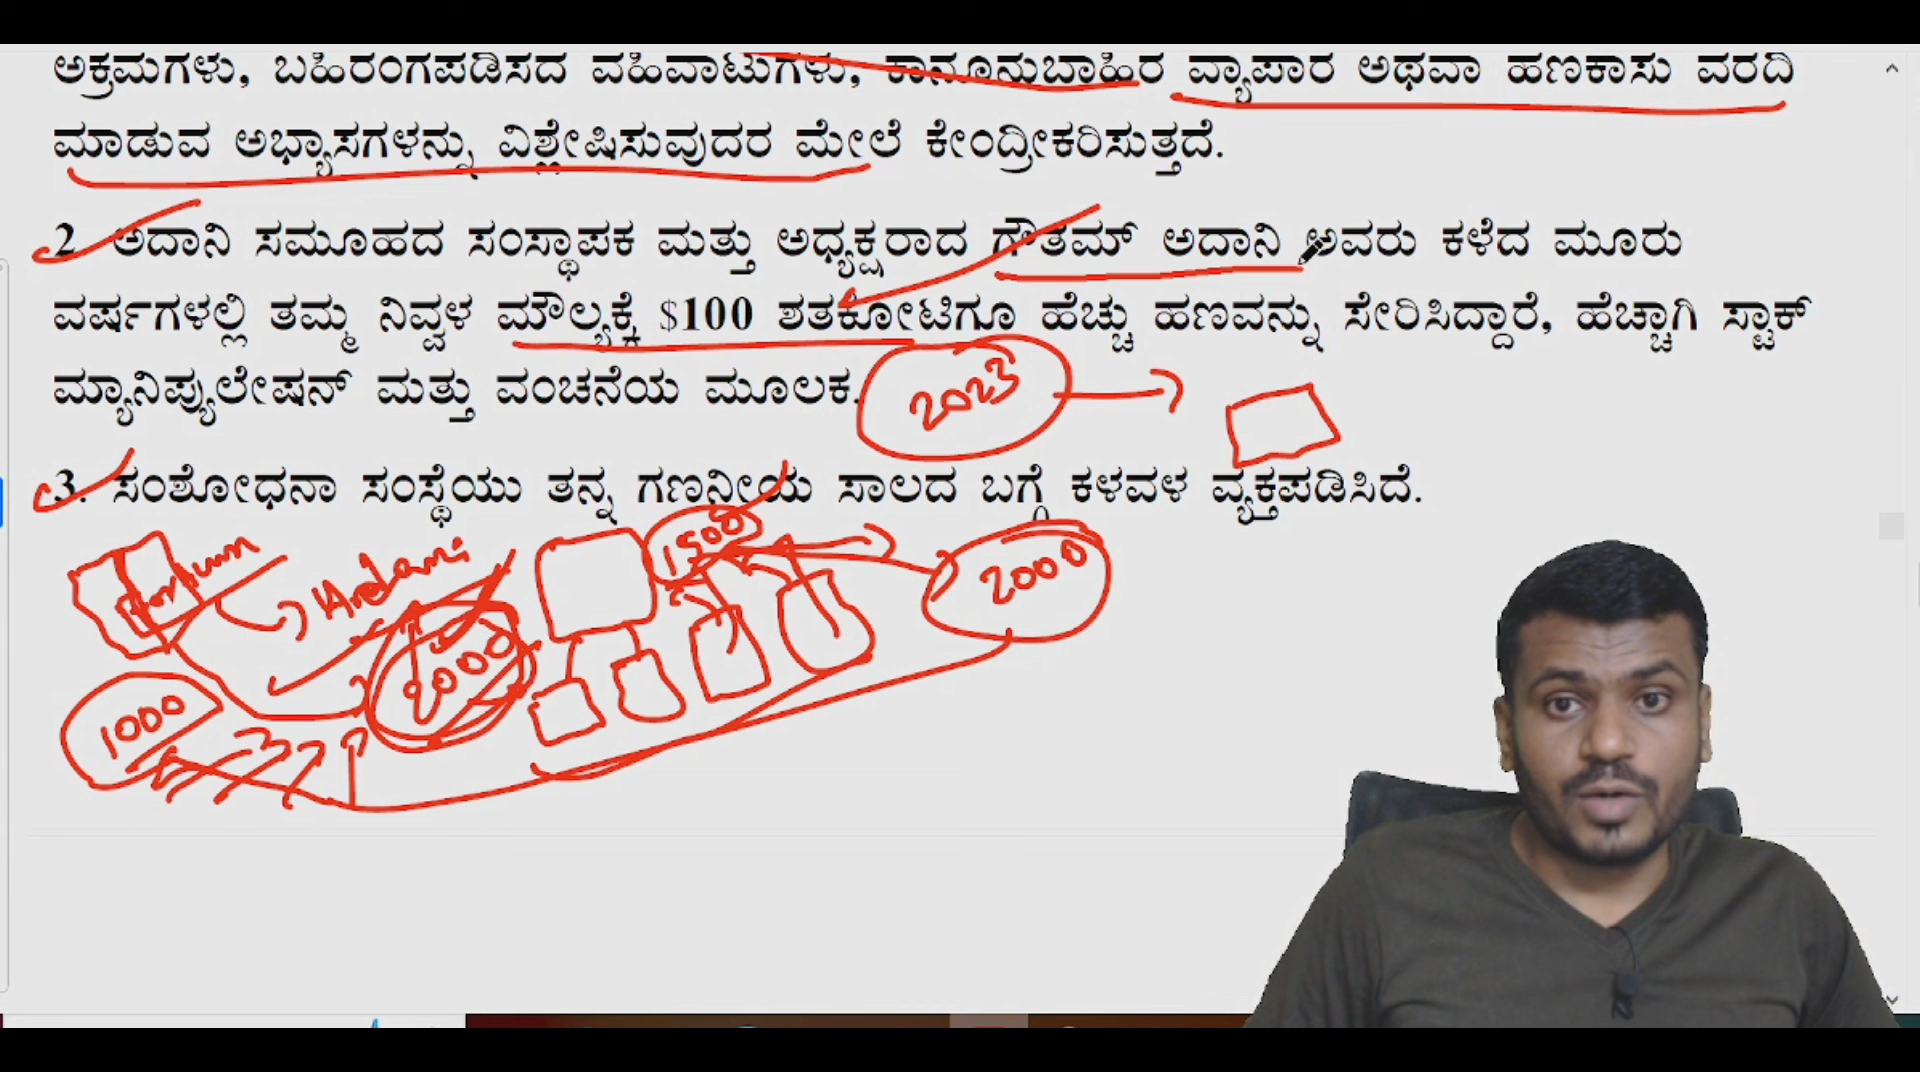 ಅಕ್ರಮಗಳು, ಬಹಿರಂಗಪಡಿಸದ ವಹಿವಾಟುಗಳು, ಕಾನೂನುಬಾಹಿರ ವ್ಯಾಪಾರ ಅಥವಾ ಹಣಕಾಸು ವರದಿ
ಮಾಡುವ ಅಭ್ಯಾಸಗಳನ್ನು ವಿಶ್ಲೇಷಿಸುವುದರ ಮೇಲೆ ಕೇಂದ್ರೀಕರಿಸುತ್ತದೆ.
2. ಅದಾನಿ ಸಮೂಹದ ಸಂಸ್ಥಾಪಕ ಮತ್ತು ಅಧ್ಯಕ್ಷರಾದ ಗೌತಮ್ ಅದಾನಿ ಅವರು ಕಳೆದ ಮೂರು
ವರ್ಷಗಳಲ್ಲಿ ತಮ್ಮ ನಿವ್ವಳ ಮೌಲ್ಯಕ್ಕೆ $100 ಶತಕೋಟಿಗೂ ಹೆಚ್ಚು ಹಣವನ್ನು ಸೇರಿಸಿದ್ದಾರೆ, ಹೆಚ್ಚಾಗಿ ಸ್ಟಾಕ್
ಮ್ಯಾನಿಪ್ಯುಲೇಷನ್ ಮತ್ತು ವಂಚನೆಯ ಮೂಲಕ.
2023
3. ಸಂಶೋಧನಾ ಸಂಸ್ಥೆಯು ತನ್ನ ಗಣನೀಯ ಸಾಲದ ಬಗ್ಗೆ ಕಳವಳ ವ್ಯಕ್ತಪಡಿಸಿದೆ.
Adani
1500
2000
2000
1000